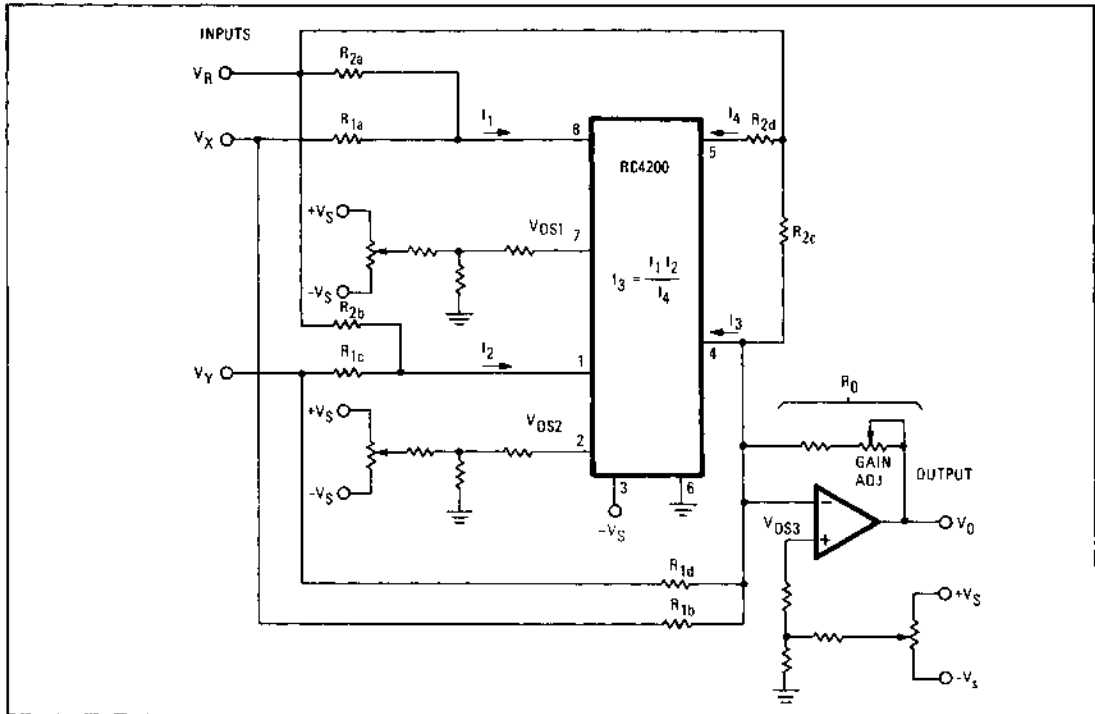 INPUTS
V_R
R_2a
V_X
R_1a
I_1
8
I_4
R_2d
5
RC4200
R_2c
+V_S
V_OS1
7
I_3 = I_1 I_2 / I_4
-V_S
R_2b
I_3
4
R_1c
V_Y
I_2
1
R_0
+V_S
V_OS2
2
-V_S
3
6
-V_S
GAIN
ADJ
OUTPUT
V_OS3
-
+
V_0
R_1d
R_1b
+V_S
-V_s